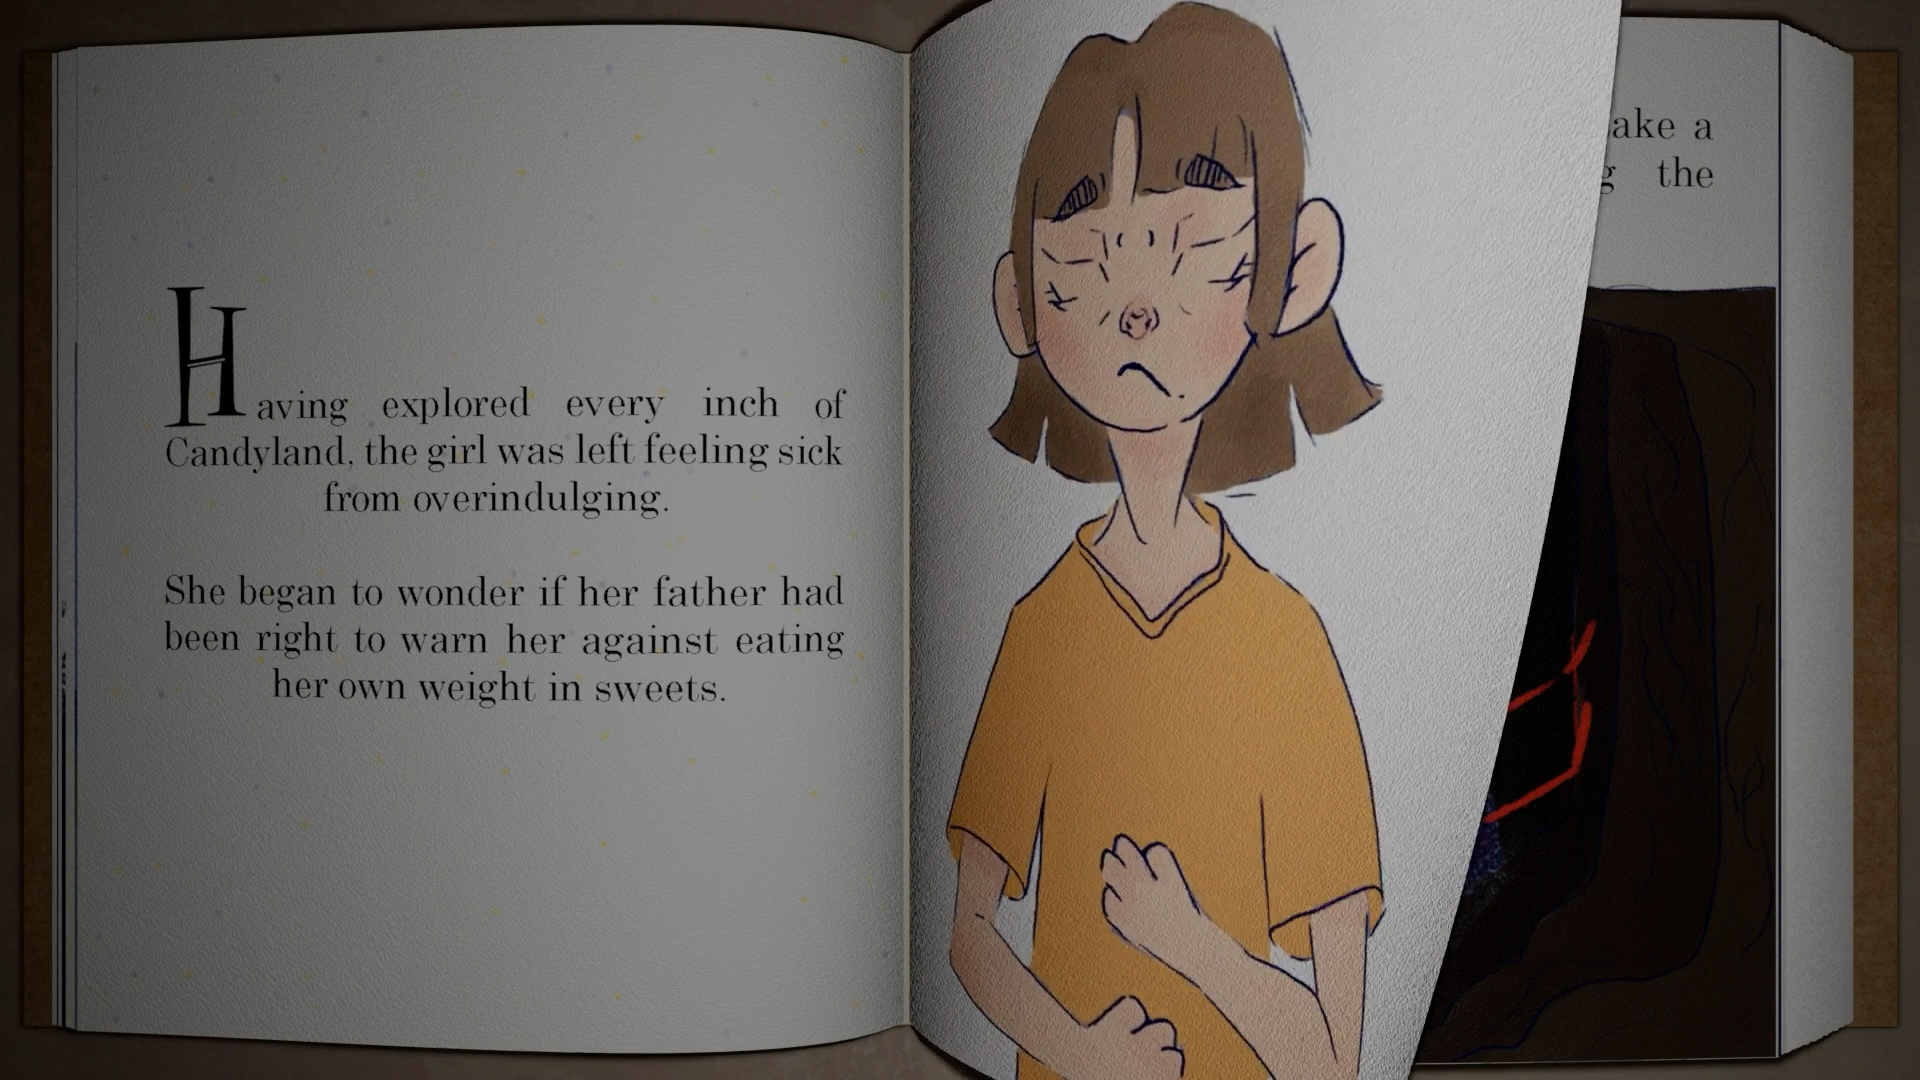 Having explored every inch of
Candyland, the girl was left feeling sick
from overindulging.
She began to wonder if her father had
been right to warn her against eating
her own weight in sweets.
a
the